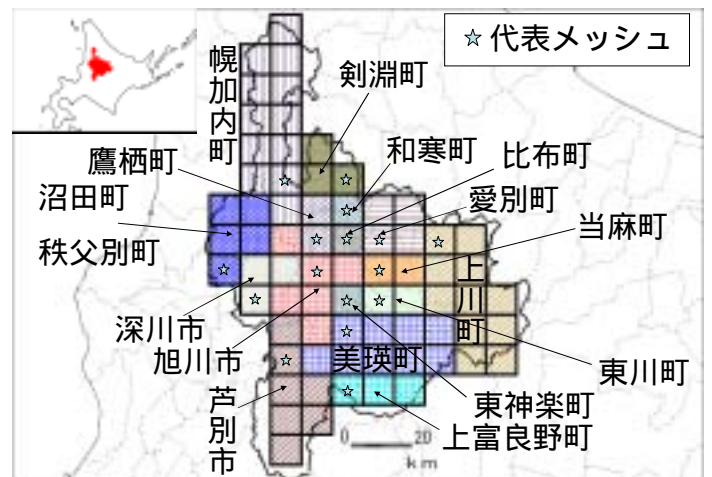 ☆代表メッシュ
幌加内町
剣淵町
鷹栖町
和寒町
比布町
沼田町
愛別町
当麻町
秩父別町
上川町
深川市
旭川市
美瑛町
東川町
芦別市
東神楽町
上富良野町
0 20
km